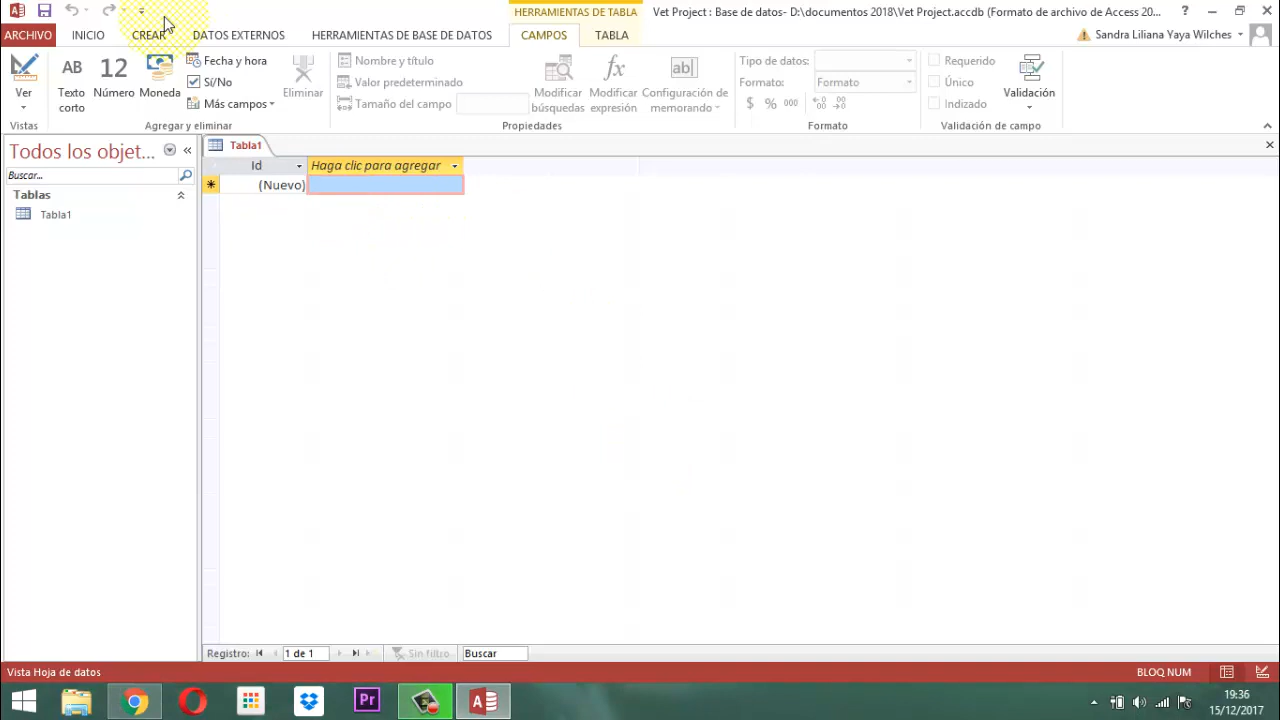 HERRAMIENTAS DE TABLA
Vet Project : Base de datos- D:\documentos 2018\Vet Project.accdb (Formato de archivo de Access 20...
ARCHIVO
INICIO
CREAR
DATOS EXTERNOS
HERRAMIENTAS DE BASE DE DATOS
CAMPOS
TABLA
Sandra Liliana Yaya Wilches
Ver
Vistas
AB
Texto
corto
12
Número
Moneda
Fecha y hora
Sí/No
Más campos
Eliminar
Agregar y eliminar
Nombre y título
Valor predeterminado
Tamaño del campo
Modificar
búsquedas
fx
Modificar
expresión
ab|
Configuración de
memorando
Propiedades
Tipo de datos:
Formato:
Formato
$ % 000
Formato
Requerido
Único
Indizado
Validación
Validación de campo
Todos los objet...
Buscar...
Tablas
Tabla1
Tabla1
Id
Haga clic para agregar
(Nuevo)
Registro:
1 de 1
Sin filtro
Buscar
Vista Hoja de datos
BLOQ NUM
Pr
19:36
15/12/2017